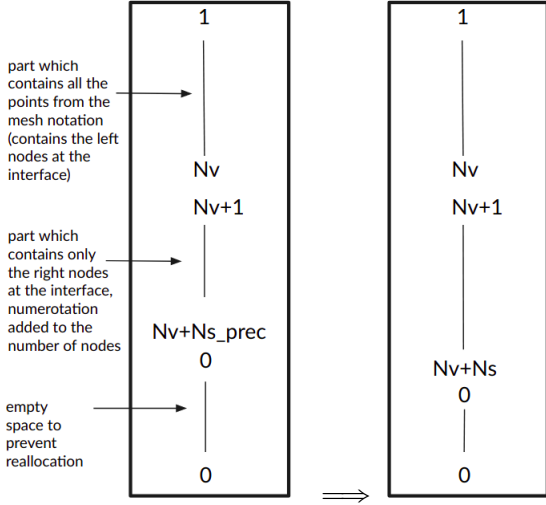 1
part which
contains all the
points from the
mesh notation
(contains the left
nodes at the
interface)
Nv
Nv+1
part which
contains only
the right nodes
at the interface,
numerotation
added to the
number of nodes
Nv+Ns_prec
0
empty
space to
prevent
reallocation
0
1
Nv
Nv+1
Nv+Ns
0
0